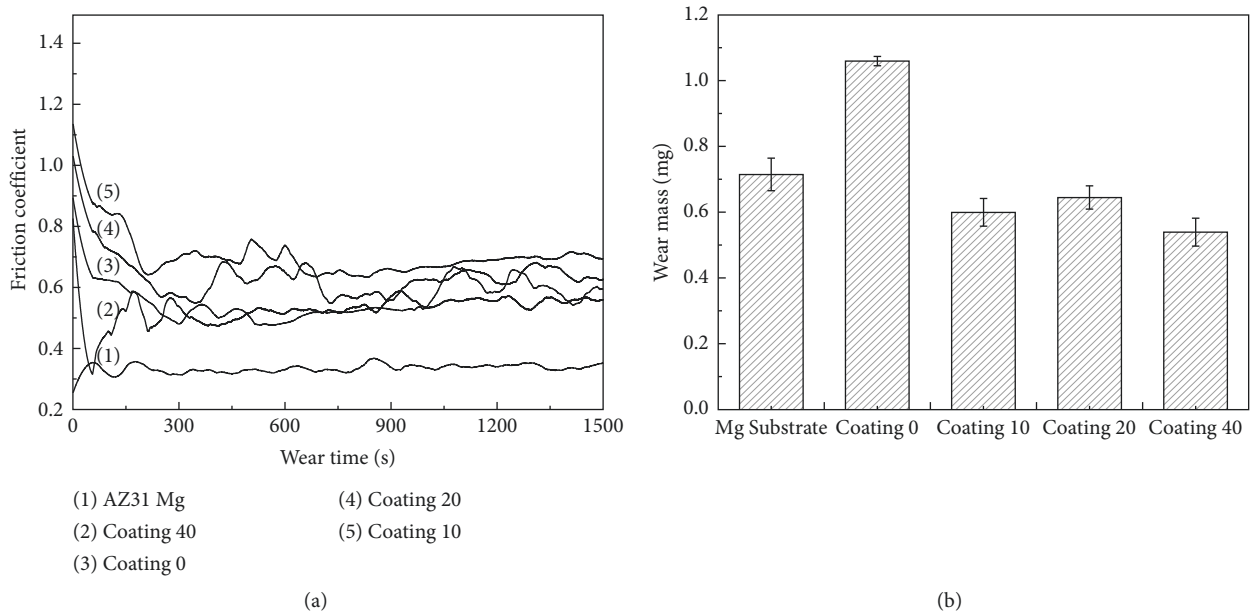 1.4
1.2
1.0
0.8
0.6
0.4
0.2
Friction coefficient
(5)
(4)
(3)
(2)
(1)
0 300 600 900 1200 1500
Wear time (s)
(1) AZ31 Mg
(2) Coating 40
(3) Coating 0
(4) Coating 20
(5) Coating 10
(a)
1.2
1.0
0.8
0.6
0.4
0.2
0.0
Wear mass (mg)
Mg Substrate Coating 0 Coating 10 Coating 20 Coating 40
(b)